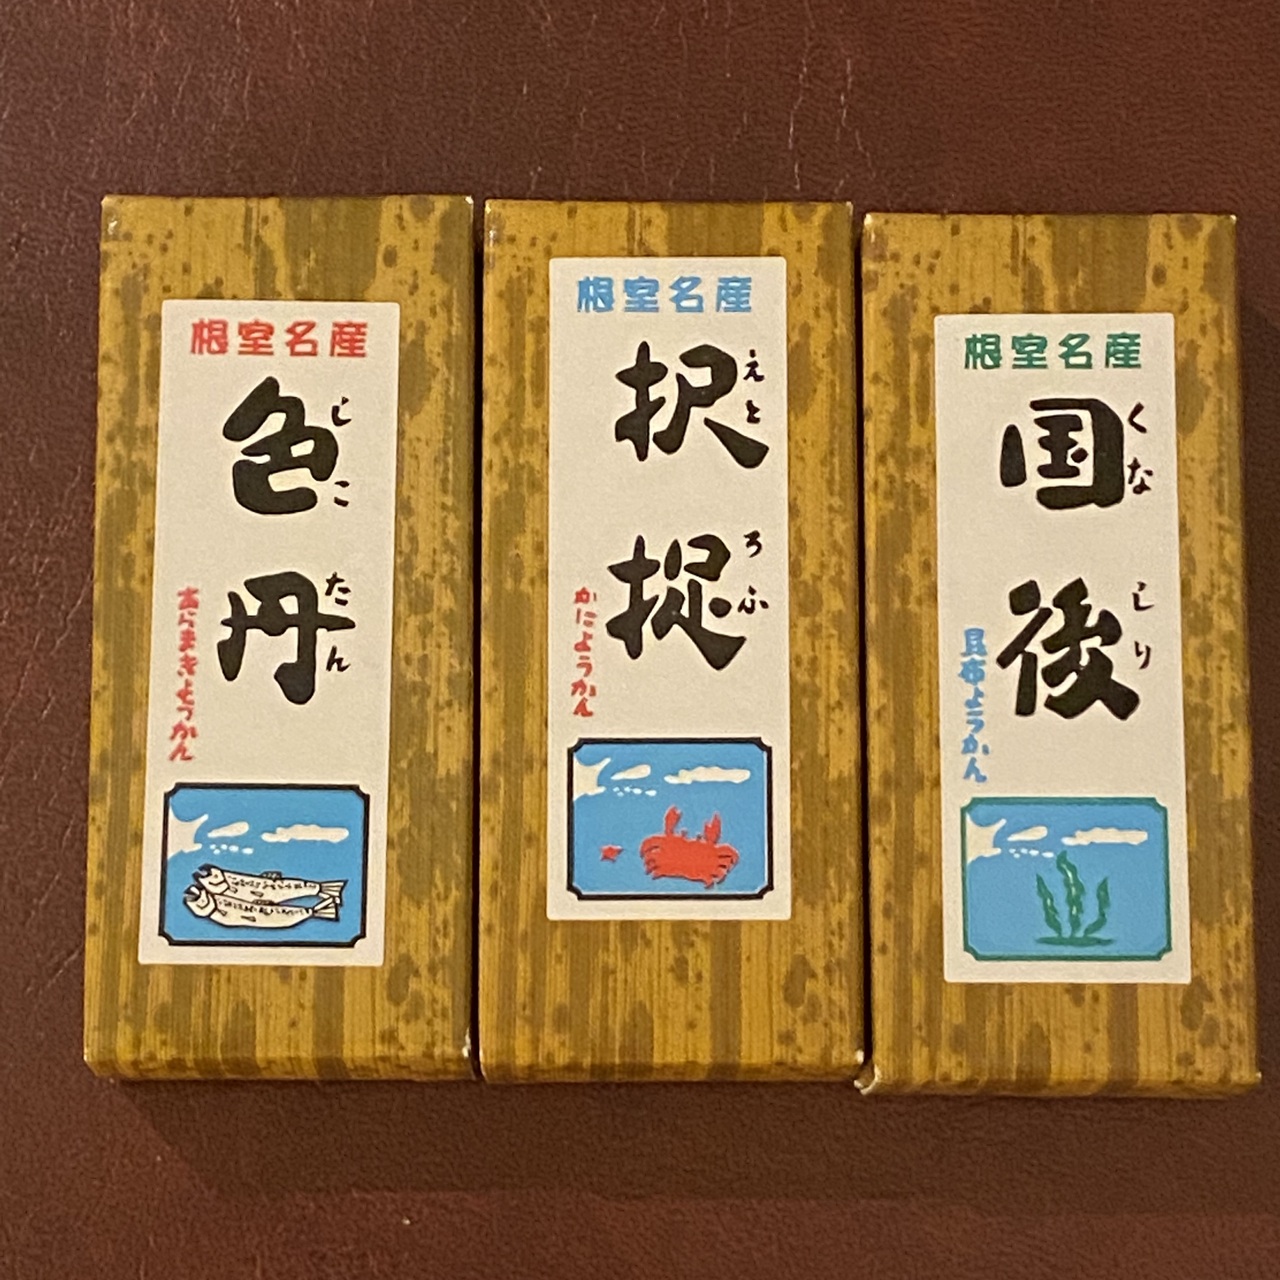 根室名産
色丹
しこたん
あらまきようかん
根室名産
択捉
えとろふ
かにようかん
根室名産
国後
くなしり
昆布ようかん